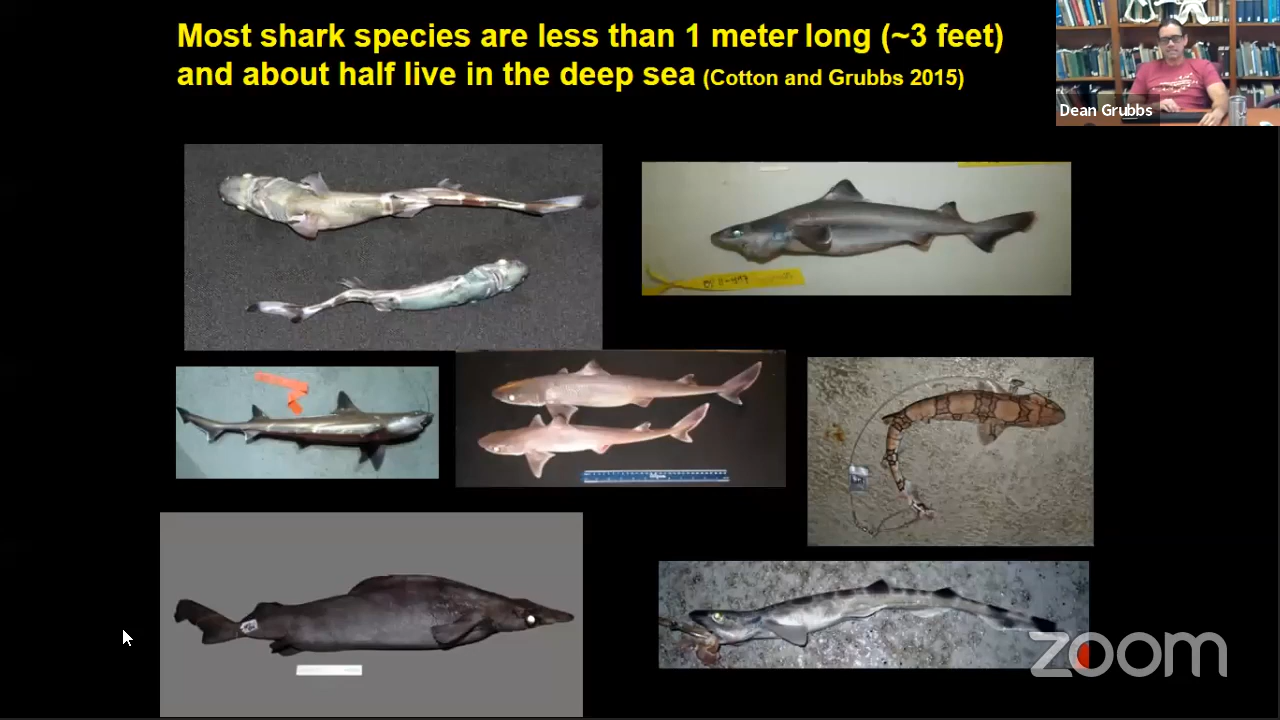 Most shark species are less than 1 meter long (~3 feet)
and about half live in the deep sea (Cotton and Grubbs 2015)
Dean Grubbs
zoom